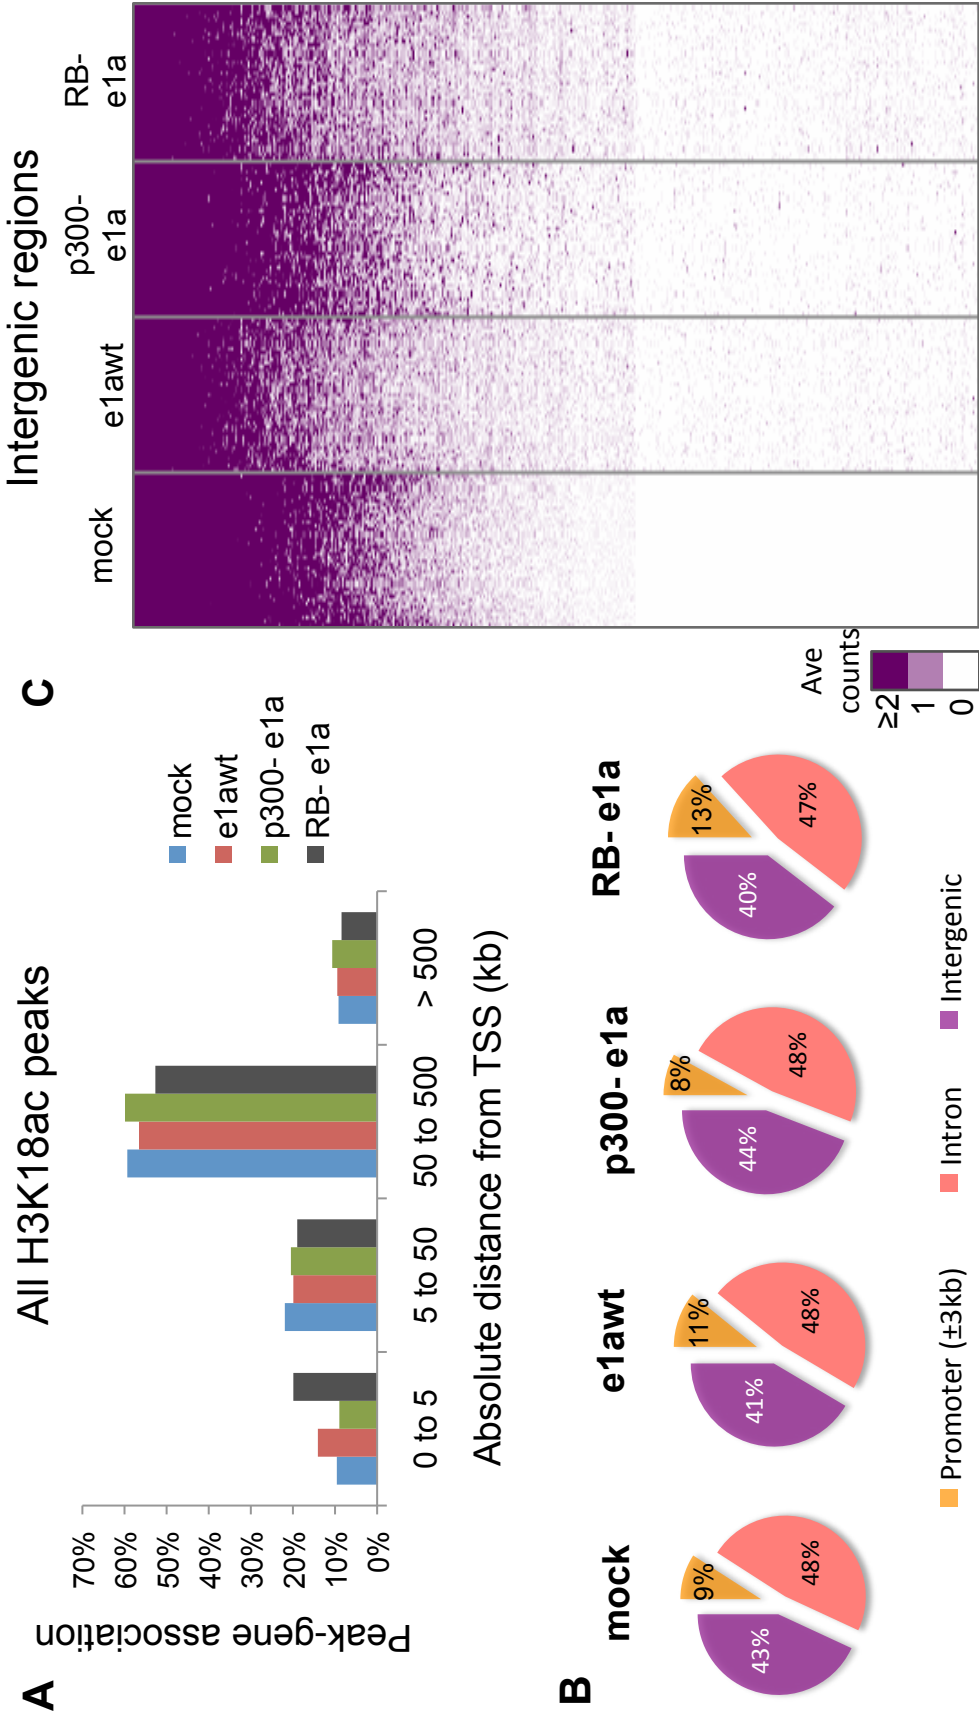 A
All H3K18ac peaks
Peak-gene association
70%
60%
50%
40%
30%
20%
10%
0%
0 to 5
5 to 50
50 to 500
> 500
Absolute distance from TSS (kb)
mock
e1awt
p300- e1a
RB- e1a
B
mock
9%
48%
43%
e1awt
11%
48%
41%
p300- e1a
8%
48%
44%
RB- e1a
13%
47%
40%
Promoter (±3kb)
Intron
Intergenic
C
Intergenic regions
mock
e1awt
p300-
e1a
RB-
e1a
Ave
counts
≥2
1
0